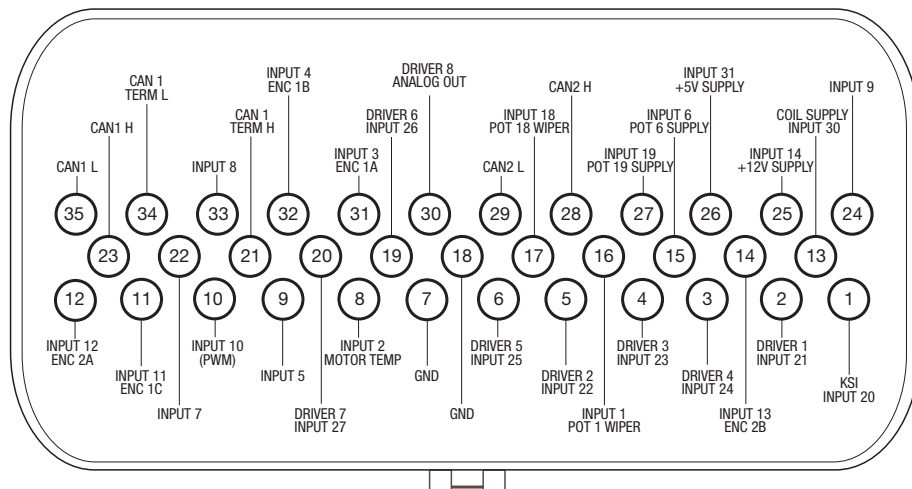 CAN 1
TERM L
INPUT 4
ENC 1B
DRIVER 8
ANALOG OUT
CAN2 H
INPUT 31
+5V SUPPLY
INPUT 9
CAN1 H
CAN 1
TERM H
DRIVER 6
INPUT 26
INPUT 18
POT 18 WIPER
INPUT 6
POT 6 SUPPLY
COIL SUPPLY
INPUT 30
CAN1 L
INPUT 8
INPUT 3
ENC 1A
CAN2 L
INPUT 19
POT 19 SUPPLY
INPUT 14
+12V SUPPLY
35 34 33 32 31 30 29 28 27 26 25 24
23 22 21 20 19 18 17 16 15 14 13
12 11 10 9 8 7 6 5 4 3 2 1
INPUT 12
ENC 2A
INPUT 10
(PWM)
INPUT 2
MOTOR TEMP
DRIVER 5
INPUT 25
DRIVER 3
INPUT 23
DRIVER 1
INPUT 21
INPUT 11
ENC 1C
INPUT 5
GND
DRIVER 2
INPUT 22
DRIVER 4
INPUT 24
KSI
INPUT 20
INPUT 7
DRIVER 7
INPUT 27
GND
INPUT 1
POT 1 WIPER
INPUT 13
ENC 2B